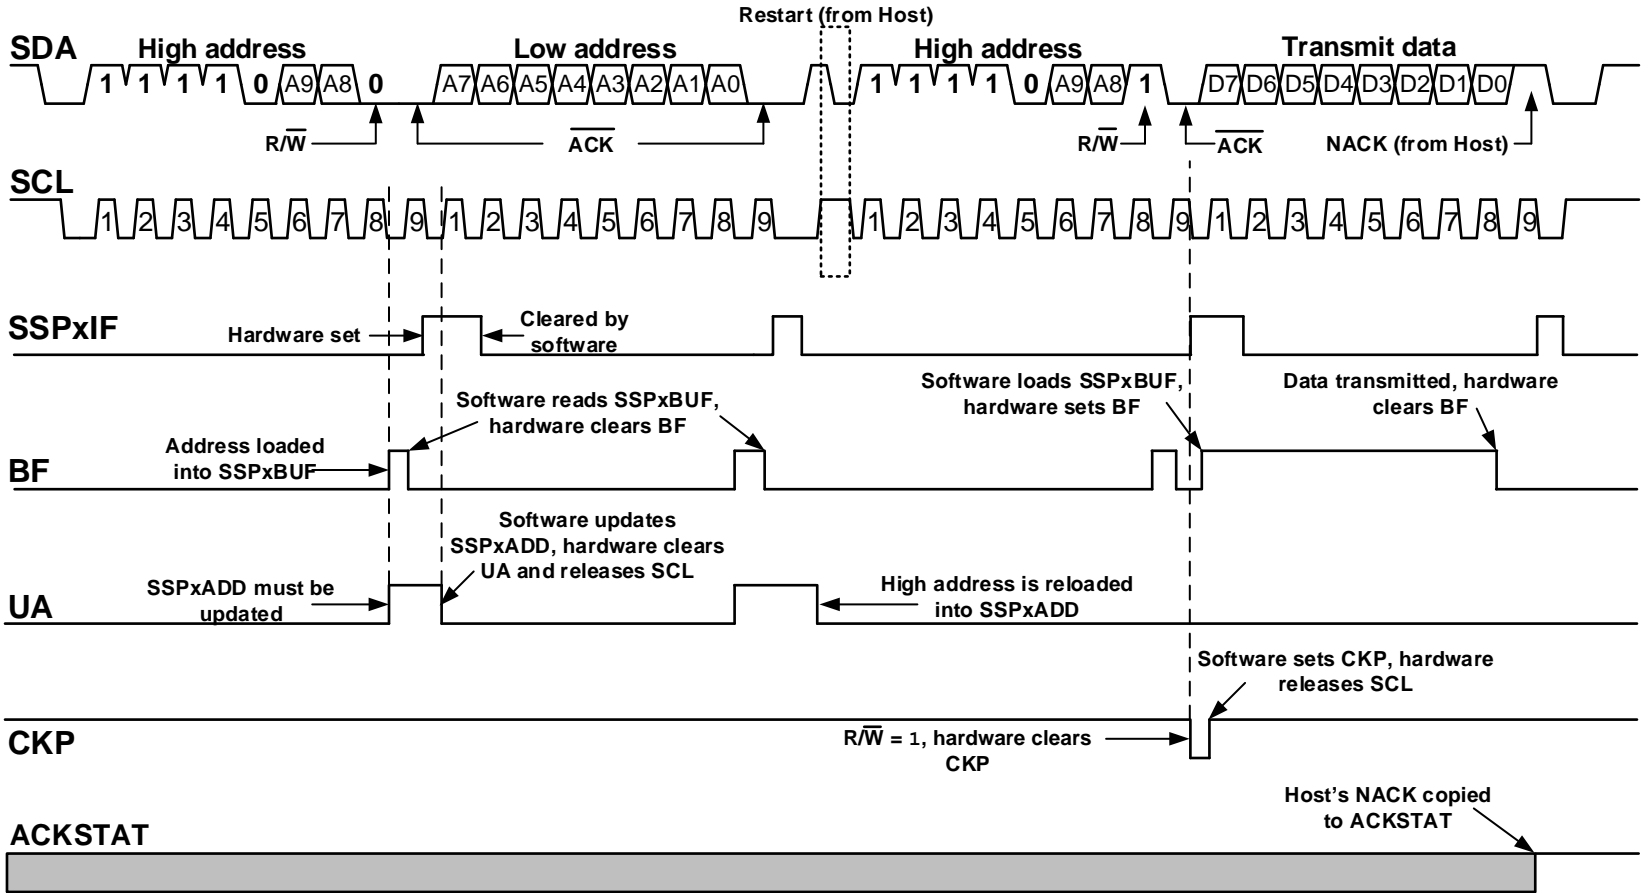 Restart (from Host)
SDA
High address
Low address
High address
Transmit data
1 1 1 1 0 A9 A8 0 A7 A6 A5 A4 A3 A2 A1 A0 1 1 1 1 0 A9 A8 1 D7 D6 D5 D4 D3 D2 D1 D0
R/W̅
A̅C̅K̅
R/W̅
A̅C̅K̅
NACK (from Host)
SCL
1 2 3 4 5 6 7 8 9 1 2 3 4 5 6 7 8 9 1 2 3 4 5 6 7 8 9 1 2 3 4 5 6 7 8 9
SSPxIF
Hardware set
Cleared by
software
Software loads SSPxBUF,
hardware sets BF
Data transmitted, hardware
clears BF
Software reads SSPxBUF,
hardware clears BF
BF
Address loaded
into SSPxBUF
Software updates
SSPxADD, hardware clears
UA and releases SCL
UA
SSPxADD must be
updated
High address is reloaded
into SSPxADD
Software sets CKP, hardware
releases SCL
CKP
R/W̅ = 1, hardware clears
CKP
Host's NACK copied
to ACKSTAT
ACKSTAT